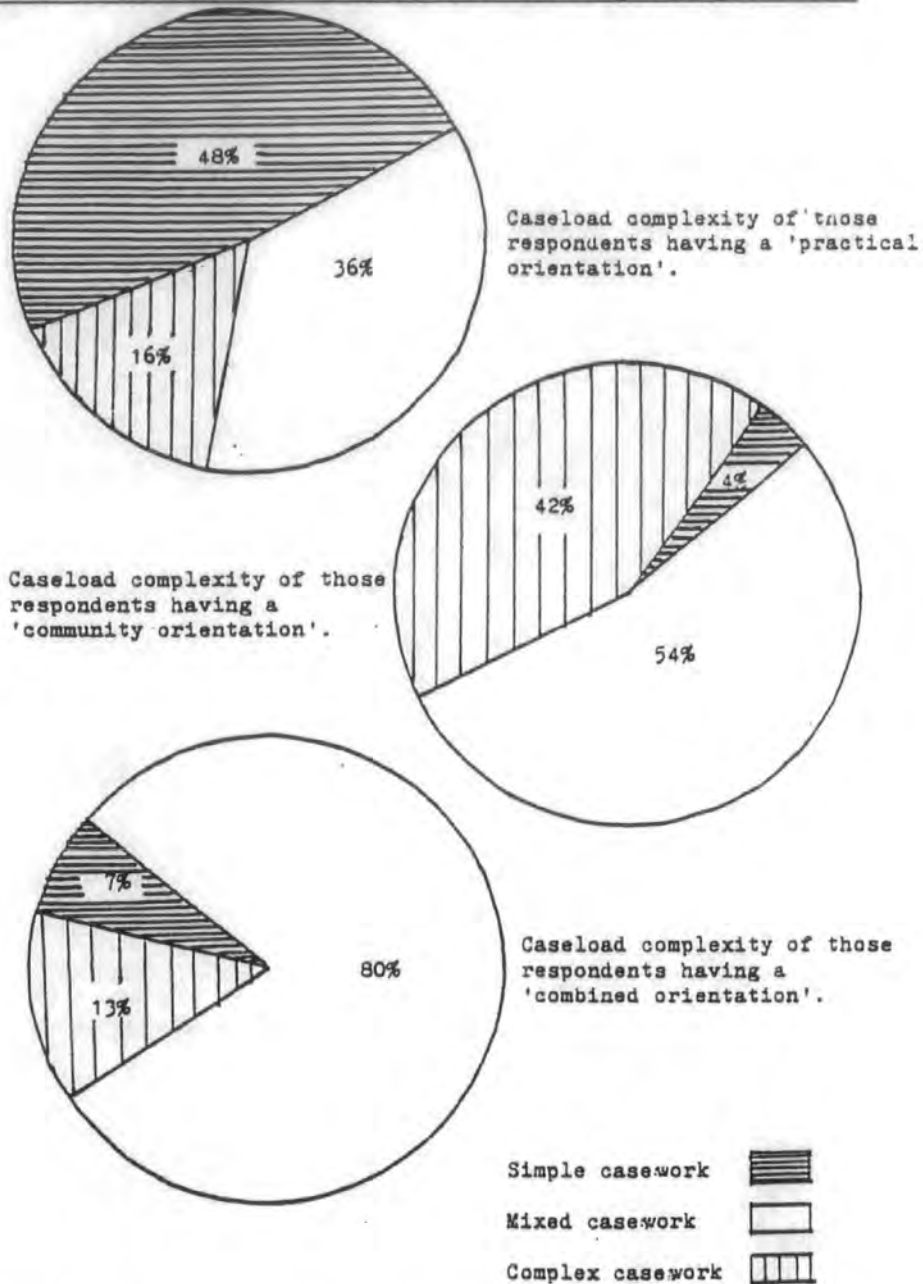 48%
Caseload complexity of those
respondents having a 'practical
orientation'.
36%
16%
42%
4%
Caseload complexity of those
respondents having a
'community orientation'.
54%
7%
80%
13%
Caseload complexity of those
respondents having a
'combined orientation'.
Simple casework
Mixed casework
Complex casework